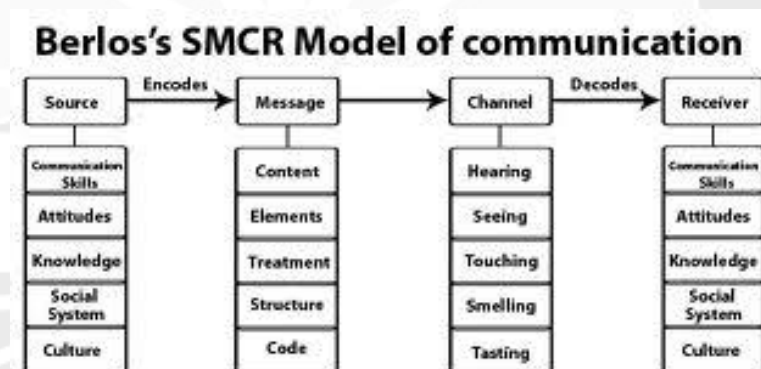 Berlos's SMCR Model of communication
Source
Encodes
Message
Channel
Decodes
Receiver
Communication
Skills
Content
Hearing
Communication
Skills
Attitudes
Elements
Seeing
Attitudes
Knowledge
Treatment
Touching
Knowledge
Social
System
Structure
Smelling
Social
System
Culture
Code
Tasting
Culture